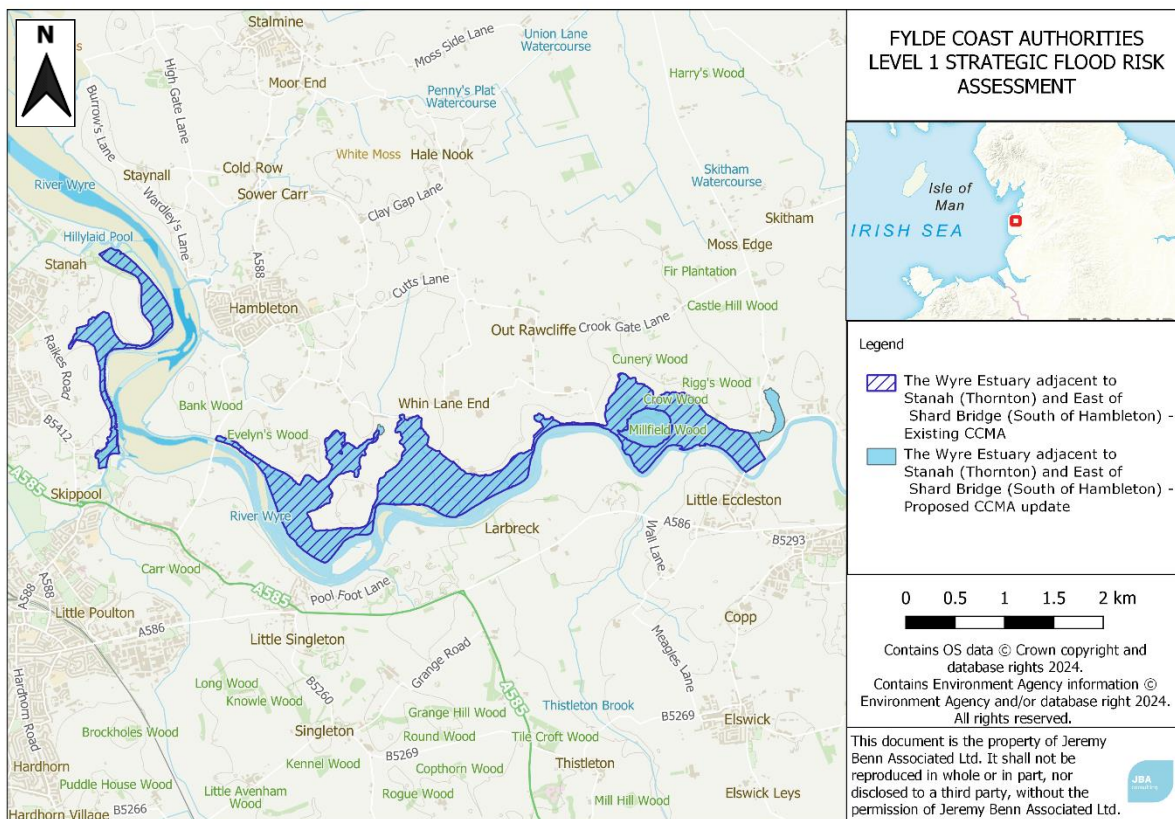 N
Stalmine
Union Lane
Watercourse
Moss Side Lane
Harry's Wood
High Gate Lane
Moor End
Burrow's Lane
Penny's Plat
Watercourse
White Moss
Hale Nook
Cold Row
Staynall
River Wyre
Sower Carr
Skitham
Watercourse
Wardley's Lane
Clay Gap Lane
Skitham
Hillylaid Pool
A588
Moss Edge
Stanah
Fir Plantation
Cutts Lane
Hambleton
Castle Hill Wood
Out Rawcliffe
Crook Gate Lane
Raikes Road
Cunery Wood
Rigg's Wood
Crow Wood
Whin Lane End
Bank Wood
B5412
Evelyn's Wood
Millfield Wood
Skippool
A585
River Wyre
Little Eccleston
Larbreck
A586
B5293
Wall Lane
Carr Wood
Pool Foot Lane
A585
A588
A588
Little Poulton
A586
Little Singleton
Copp
Meagles Lane
Grange Road
Hardhorn Road
Long Wood
Knowle Wood
B5260
A585
Thistleton Brook
Grange Hill Wood
B5269
Elswick
Brockholes Wood
Singleton
Round Wood
Tile Croft Wood
B5269
Hardhorn
Kennel Wood
Copthorn Wood
Thistleton
Puddle House Wood
Little Avenham
Wood
Rogue Wood
Mill Hill Wood
Elswick Leys
B5266
Hardhorn Village
FYLDE COAST AUTHORITIES
LEVEL 1 STRATEGIC FLOOD RISK
ASSESSMENT
Isle of
Man
IRISH SEA
Legend
The Wyre Estuary adjacent to
Stanah (Thornton) and East of
Shard Bridge (South of Hambleton) -
Existing CCMA
The Wyre Estuary adjacent to
Stanah (Thornton) and East of
Shard Bridge (South of Hambleton) -
Proposed CCMA update
0 0.5 1 1.5 2 km
Contains OS data © Crown copyright and
database rights 2024.
Contains Environment Agency information ©
Environment Agency and/or database right 2024.
All rights reserved.
This document is the property of Jeremy
Benn Associated Ltd. It shall not be
reproduced in whole or in part, nor
disclosed to a third party, without the
permission of Jeremy Benn Associated Ltd.
JBA
consulting